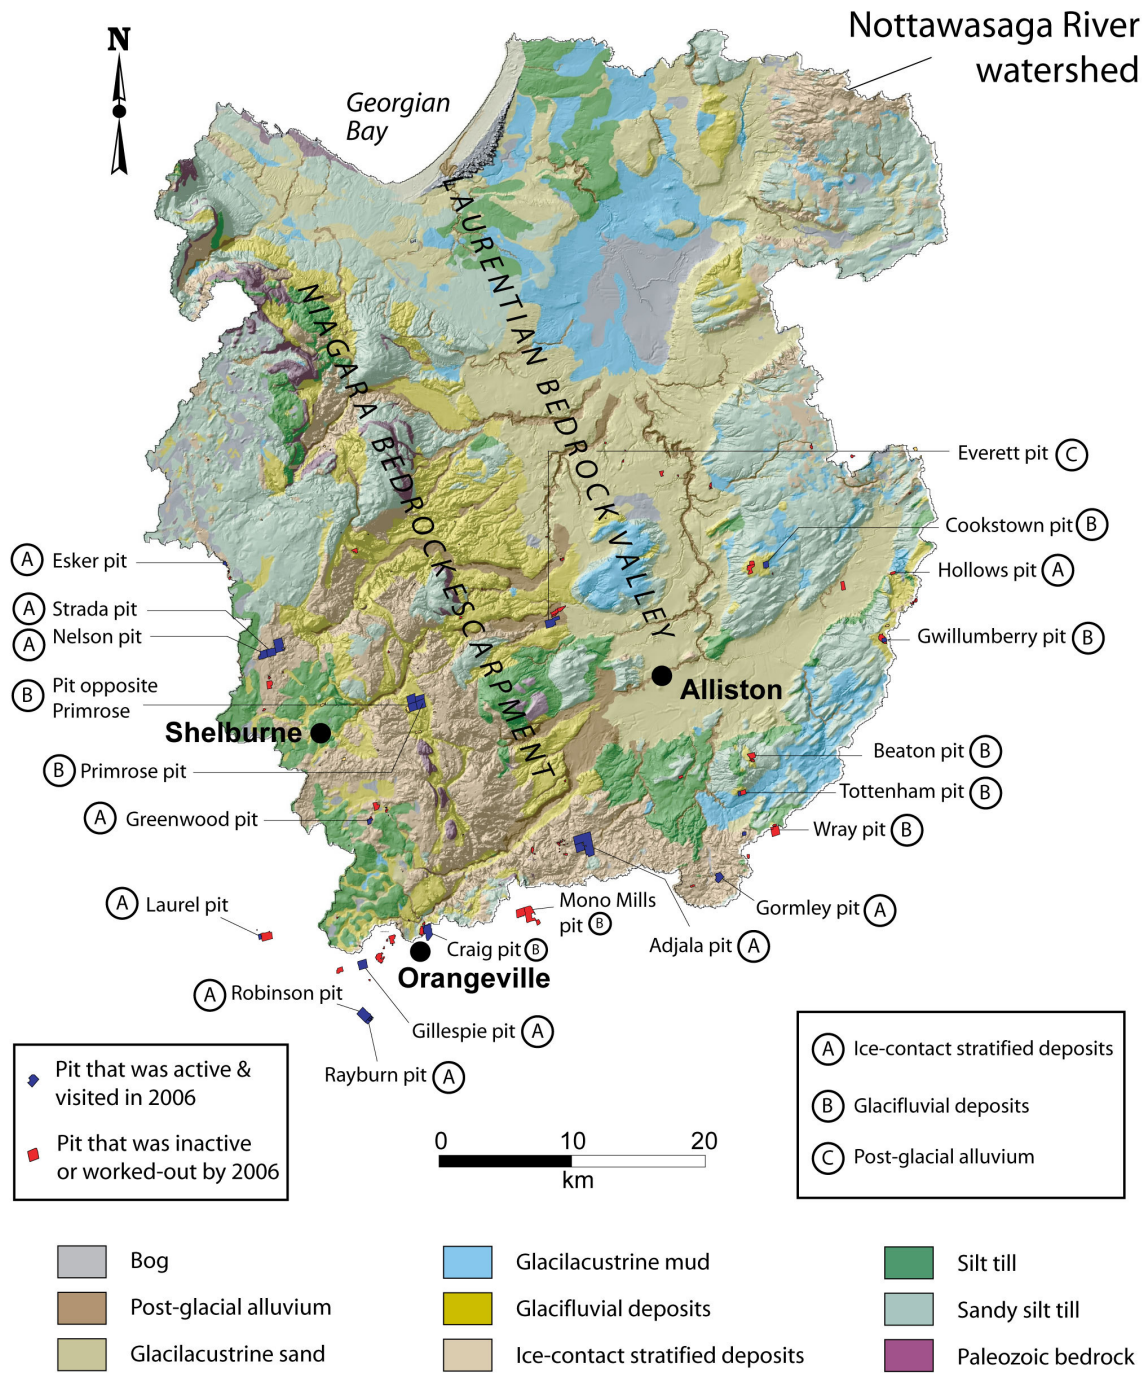 Nottawasaga River
watershed
N
Georgian
Bay
LAURENTIAN BEDROCK VALLEY
NIAGARA BEDROCK ESCARPMENT
Everett pit C
Cookstown pit B
Hollows pit A
Gwillumberry pit B
A Esker pit
A Strada pit
A Nelson pit
B Pit opposite
Primrose
Alliston
Shelburne
Beaton pit B
B Primrose pit
Tottenham pit B
A Greenwood pit
Wray pit B
A Laurel pit
Mono Mills
pit B
Gormley pit A
Craig pit B
Adjala pit A
Orangeville
A Robinson pit
Gillespie pit A
Rayburn pit A
Pit that was active &
visited in 2006
Pit that was inactive
or worked-out by 2006
0 10 20
km
A Ice-contact stratified deposits
B Glacifluvial deposits
C Post-glacial alluvium
Bog
Post-glacial alluvium
Glacilacustrine sand
Glacilacustrine mud
Glacifluvial deposits
Ice-contact stratified deposits
Silt till
Sandy silt till
Paleozoic bedrock